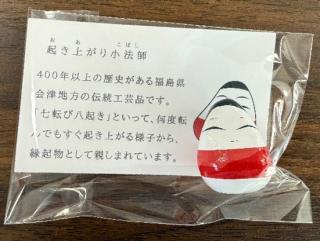 お あ こぼし
起き上がり小法師
400年以上の歴史がある福島県
会津地方の伝統工芸品です。
「七転び八起き」といって、何度転
んでもすぐ起き上がる様子から、
縁起物として親しまれています。